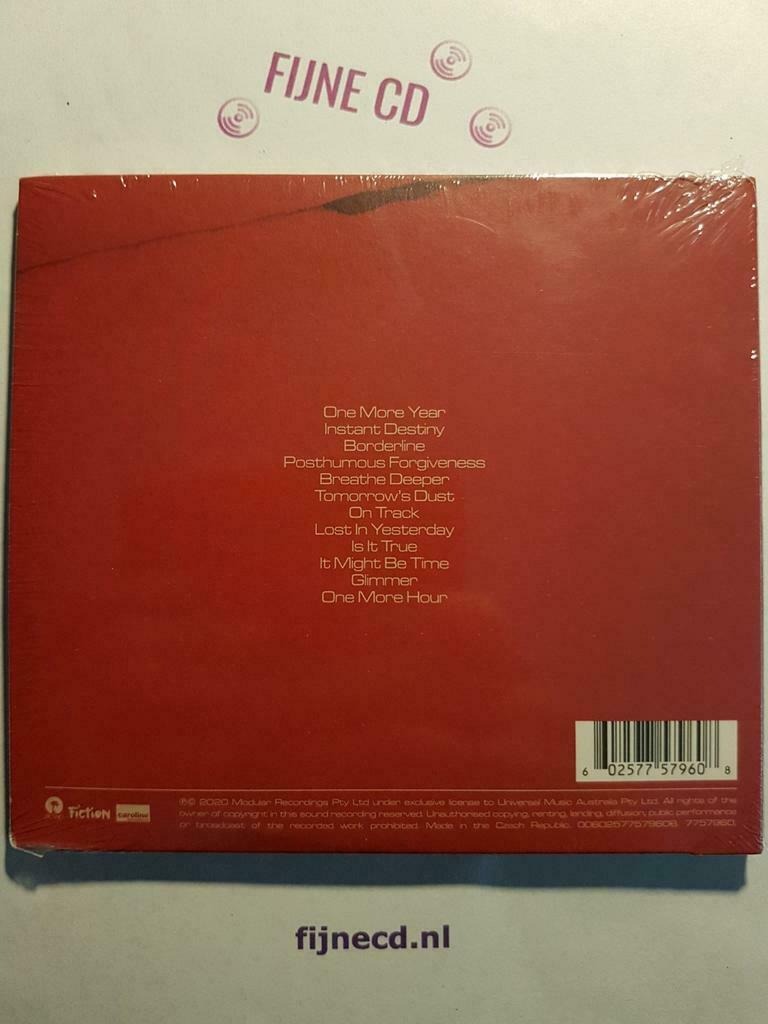 FIJNE CD
One More Year
Instant Destiny
Borderline
Posthumous Forgiveness
Breathe Deeper
Tomorrow's Dust
On Track
Lost In Yesterday
Is It True
It Might Be Time
Glimmer
One More Hour
6 02577 57960 8
Fiction caroline
℗© 2020 Modular Recordings Pty Ltd under exclusive license to Universal Music Australia Pty Ltd. All rights of the
owner of copyright in this sound recording reserved. Unauthorised copying, renting, lending, diffusion, public performance
or broadcast of the recorded work prohibited. Made in the Czech Republic. 00602577579608 7757960.
fijnecd.nl